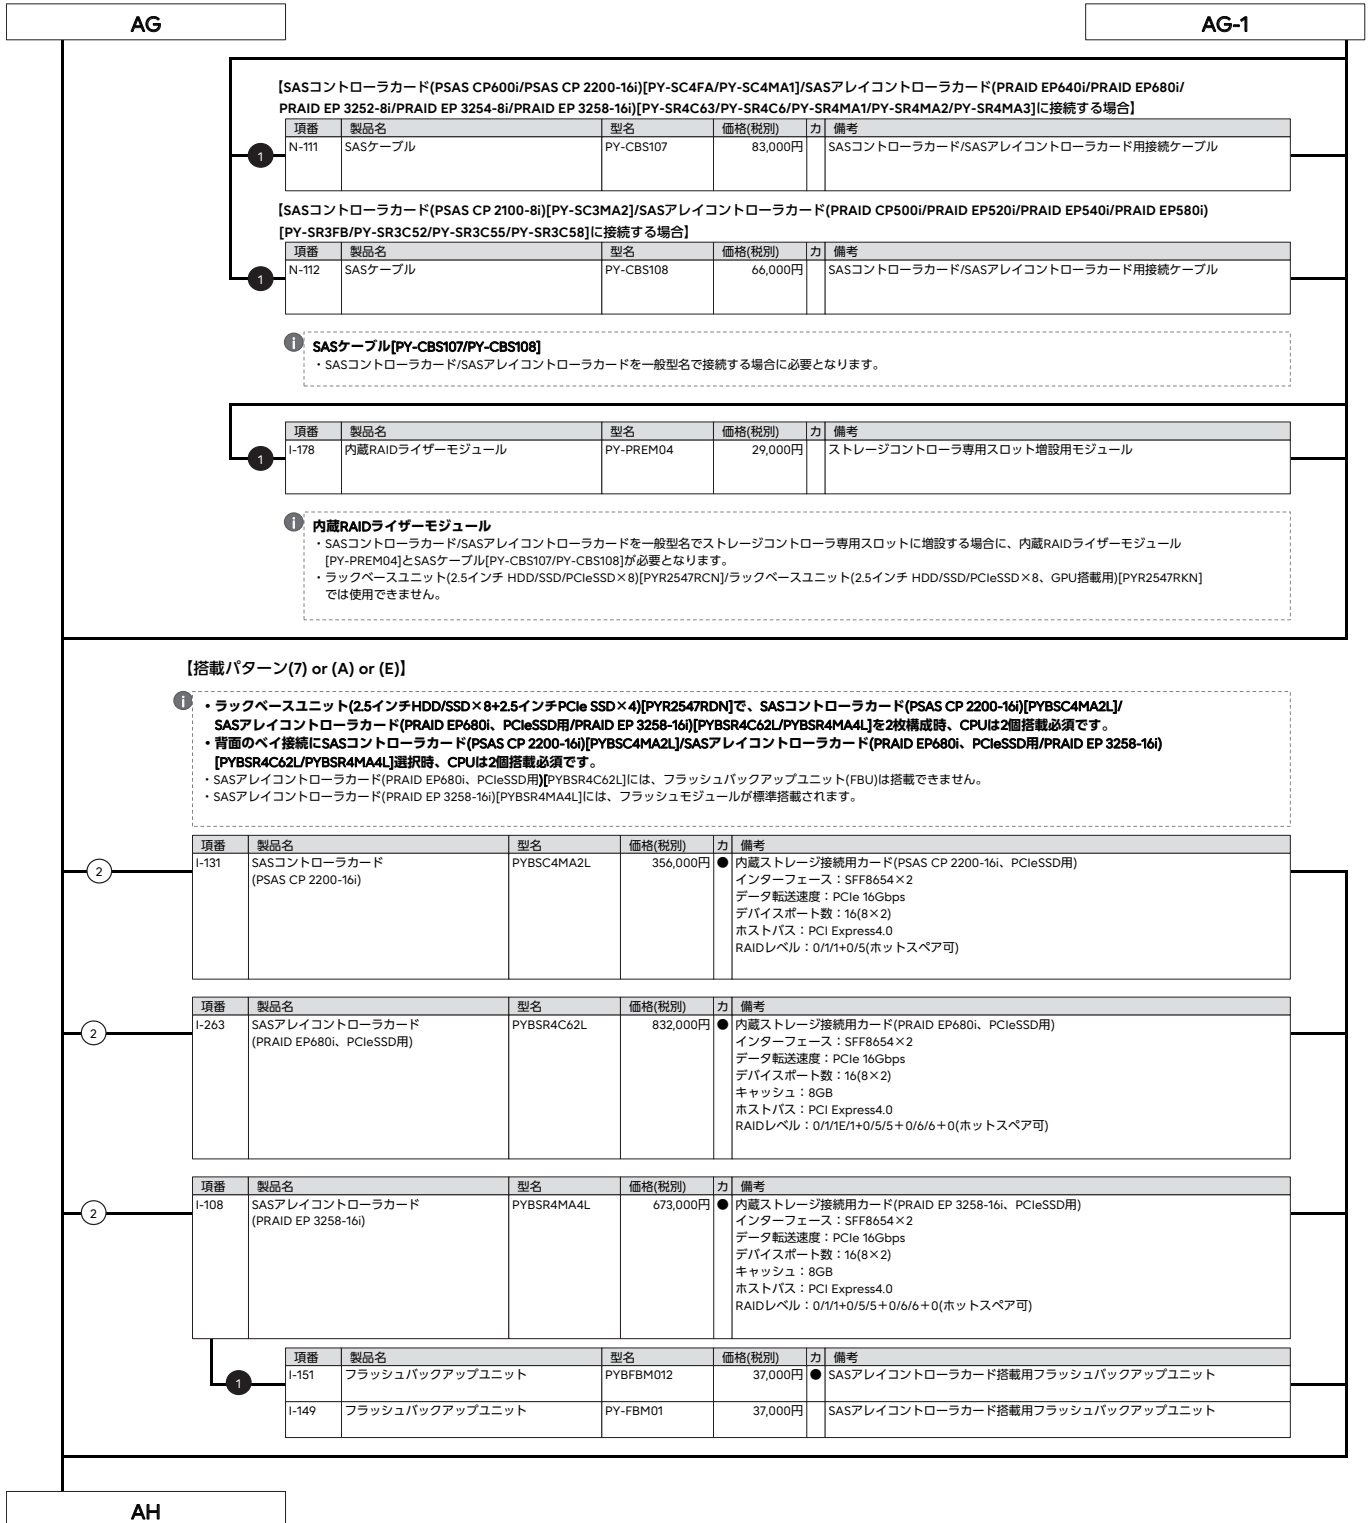 AG
AG-1
【SASコントローラカード(PSAS CP600i/PSAS CP 2200-16i)[PY-SC4FA/PY-SC4MA1]/SASアレイコントローラカード(PRAID EP640i/PRAID EP680i/
PRAID EP 3252-8i/PRAID EP 3254-8i/PRAID EP 3258-16i)[PY-SR4C63/PY-SR4C6/PY-SR4MA1/PY-SR4MA2/PY-SR4MA3]に接続する場合】
項番 製品名 型名 価格(税別) カ 備考
1 N-111 SASケーブル PY-CBS107 83,000円 SASコントローラカード/SASアレイコントローラカード用接続ケーブル
【SASコントローラカード(PSAS CP 2100-8i)[PY-SC3MA2]/SASアレイコントローラカード(PRAID CP500i/PRAID EP520i/PRAID EP540i/PRAID EP580i)
[PY-SR3FB/PY-SR3C52/PY-SR3C55/PY-SR3C58]に接続する場合】
項番 製品名 型名 価格(税別) カ 備考
1 N-112 SASケーブル PY-CBS108 66,000円 SASコントローラカード/SASアレイコントローラカード用接続ケーブル
i SASケーブル[PY-CBS107/PY-CBS108]
・SASコントローラカード/SASアレイコントローラカードを一般型名で接続する場合に必要となります。
項番 製品名 型名 価格(税別) カ 備考
1 I-178 内蔵RAIDライザーモジュール PY-PREM04 29,000円 ストレージコントローラ専用スロット増設用モジュール
i 内蔵RAIDライザーモジュール
・SASコントローラカード/SASアレイコントローラカードを一般型名でストレージコントローラ専用スロットに増設する場合に、内蔵RAIDライザーモジュール
[PY-PREM04]とSASケーブル[PY-CBS107/PY-CBS108]が必要となります。
・ラックベースユニット(2.5インチ HDD/SSD/PCIeSSD×8)[PYR2547RCN]/ラックベースユニット(2.5インチ HDD/SSD/PCIeSSD×8、GPU搭載用)[PYR2547RKN]
では使用できません。
【搭載パターン(7) or (A) or (E)】
i ・ラックベースユニット(2.5インチHDD/SSD×8+2.5インチPCIe SSD×4)[PYR2547RDN]で、SASコントローラカード(PSAS CP 2200-16i)[PYBSC4MA2L]/
SASアレイコントローラカード(PRAID EP680i、PCIeSSD用/PRAID EP 3258-16i)[PYBSR4C62L/PYBSR4MA4L]を2枚構成時、CPUは2個搭載必須です。
・背面のベイ接続にSASコントローラカード(PSAS CP 2200-16i)[PYBSC4MA2L]/SASアレイコントローラカード(PRAID EP680i、PCIeSSD用/PRAID EP 3258-16i)
[PYBSR4C62L/PYBSR4MA4L]選択時、CPUは2個搭載必須です。
・SASアレイコントローラカード(PRAID EP680i、PCIeSSD用)[PYBSR4C62L]には、フラッシュバックアップユニット(FBU)は搭載できません。
・SASアレイコントローラカード(PRAID EP 3258-16i)[PYBSR4MA4L]には、フラッシュモジュールが標準搭載されます。
項番 製品名 型名 価格(税別) カ 備考
2 I-131 SASコントローラカード PYBSC4MA2L 356,000円 ● 内蔵ストレージ接続用カード(PSAS CP 2200-16i、PCIeSSD用)
(PSAS CP 2200-16i) インターフェース：SFF8654×2
データ転送速度：PCIe 16Gbps
デバイスポート数：16(8×2)
ホストバス：PCI Express4.0
RAIDレベル：0/1/1+0/5(ホットスペア可)
項番 製品名 型名 価格(税別) カ 備考
2 I-263 SASアレイコントローラカード PYBSR4C62L 832,000円 ● 内蔵ストレージ接続用カード(PRAID EP680i、PCIeSSD用)
(PRAID EP680i、PCIeSSD用) インターフェース：SFF8654×2
データ転送速度：PCIe 16Gbps
デバイスポート数：16(8×2)
キャッシュ：8GB
ホストバス：PCI Express4.0
RAIDレベル：0/1/1E/1+0/5/5＋0/6/6＋0(ホットスペア可)
項番 製品名 型名 価格(税別) カ 備考
2 I-108 SASアレイコントローラカード PYBSR4MA4L 673,000円 ● 内蔵ストレージ接続用カード(PRAID EP 3258-16i、PCIeSSD用)
(PRAID EP 3258-16i) インターフェース：SFF8654×2
データ転送速度：PCIe 16Gbps
デバイスポート数：16(8×2)
キャッシュ：8GB
ホストバス：PCI Express4.0
RAIDレベル：0/1/1+0/5/5＋0/6/6＋0(ホットスペア可)
項番 製品名 型名 価格(税別) カ 備考
1 I-151 フラッシュバックアップユニット PYBFBM012 37,000円 ● SASアレイコントローラカード搭載用フラッシュバックアップユニット
I-149 フラッシュバックアップユニット PY-FBM01 37,000円 SASアレイコントローラカード搭載用フラッシュバックアップユニット
AH